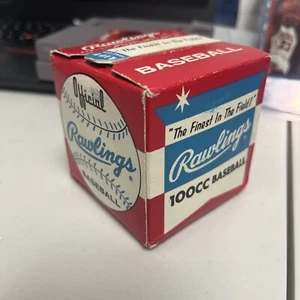 Rawlings
"The Finest In The Field!"
BASEBALL
Official
Rawlings
BASEBALL
"The Finest In The Field!"
Rawlings
100CC BASEBALL